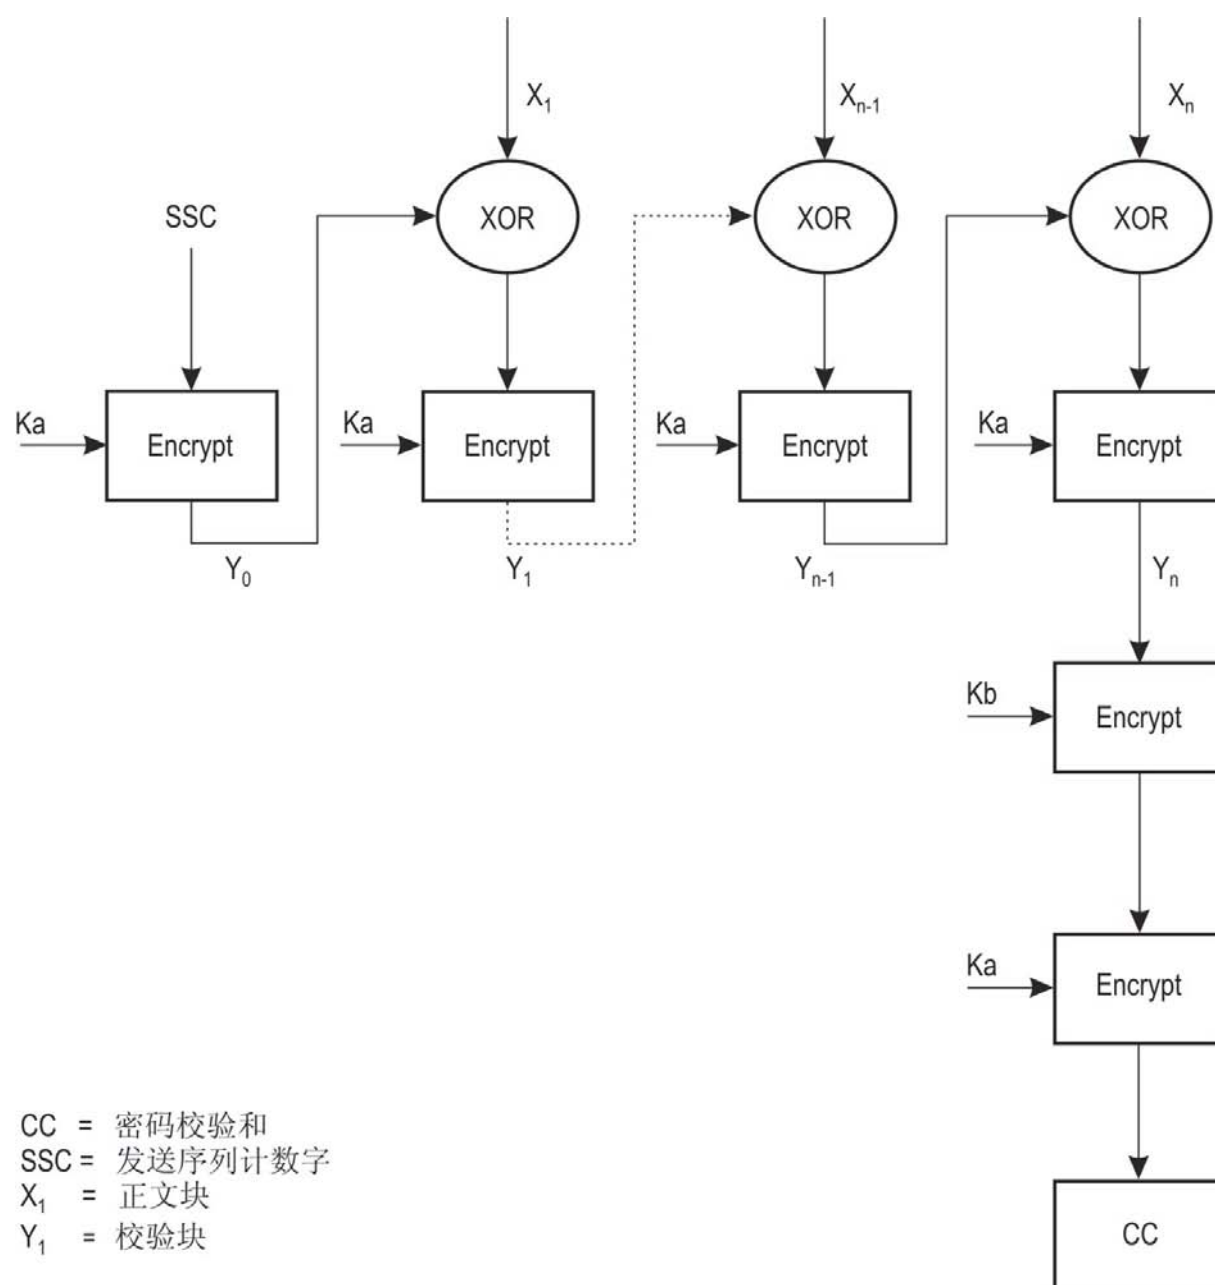 X₁ Xₙ₋₁ Xₙ
SSC XOR XOR XOR
Ka Encrypt Ka Encrypt Ka Encrypt Ka Encrypt
Y₀ Y₁ Yₙ₋₁ Yₙ
Kb Encrypt
Ka Encrypt
CC = 密码校验和
SSC = 发送序列计数字
X₁ = 正文块
Y₁ = 校验块
CC